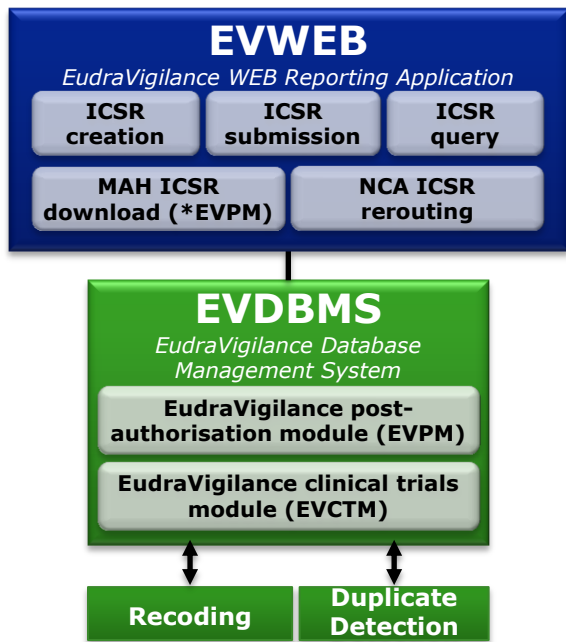 EVWEB
EudraVigilance WEB Reporting Application
ICSR
creation
ICSR
submission
ICSR
query
MAH ICSR
download (*EVPM)
NCA ICSR
rerouting
EVDBMS
EudraVigilance Database
Management System
EudraVigilance post-
authorisation module (EVPM)
EudraVigilance clinical trials
module (EVCTM)
Recoding
Duplicate
Detection